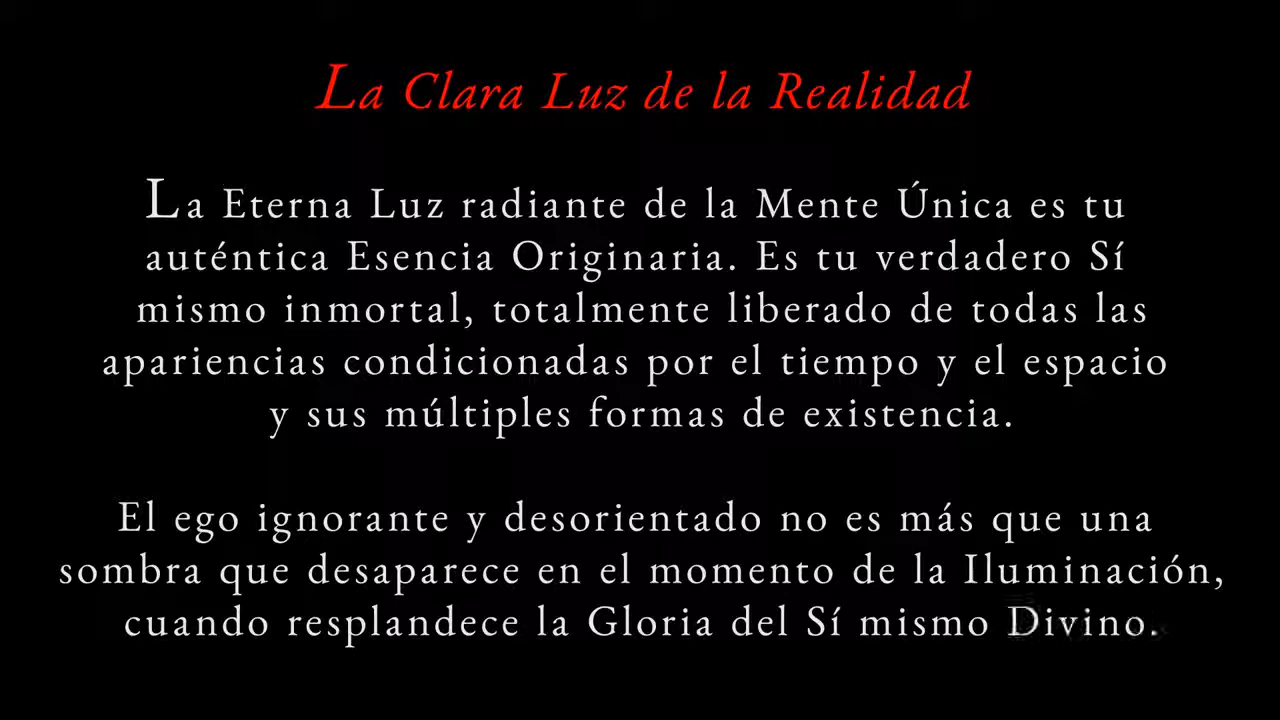 La Clara Luz de la Realidad
La Eterna Luz radiante de la Mente Única es tu
auténtica Esencia Originaria. Es tu verdadero Sí
mismo inmortal, totalmente liberado de todas las
apariencias condicionadas por el tiempo y el espacio
y sus múltiples formas de existencia.
El ego ignorante y desorientado no es más que una
sombra que desaparece en el momento de la Iluminación,
cuando resplandece la Gloria del Sí mismo Divino.